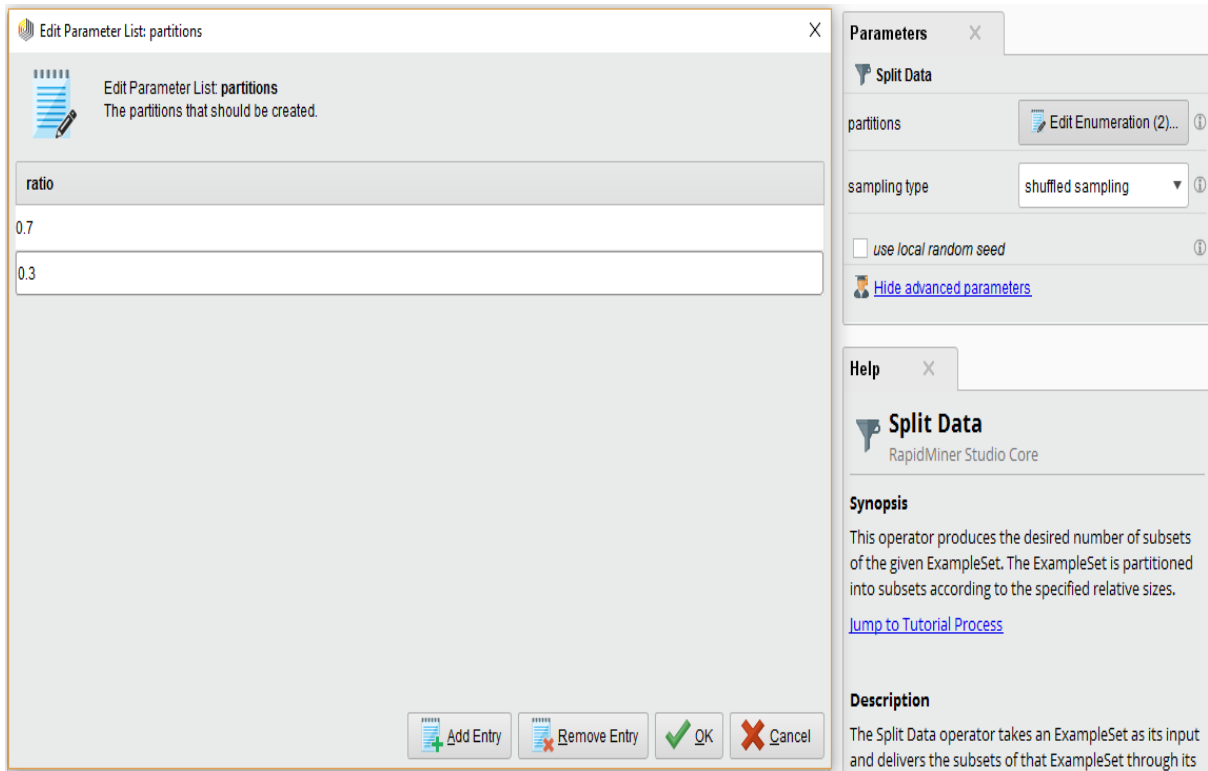 Edit Parameter List: partitions
X
Edit Parameter List: partitions
The partitions that should be created.
ratio
0.7
0.3
Add Entry
Remove Entry
OK
Cancel
Parameters
Split Data
partitions
Edit Enumeration (2)...
sampling type
shuffled sampling
use local random seed
Hide advanced parameters
Help
Split Data
RapidMiner Studio Core
Synopsis
This operator produces the desired number of subsets
of the given ExampleSet. The ExampleSet is partitioned
into subsets according to the specified relative sizes.
Jump to Tutorial Process
Description
The Split Data operator takes an ExampleSet as its input
and delivers the subsets of that ExampleSet through its